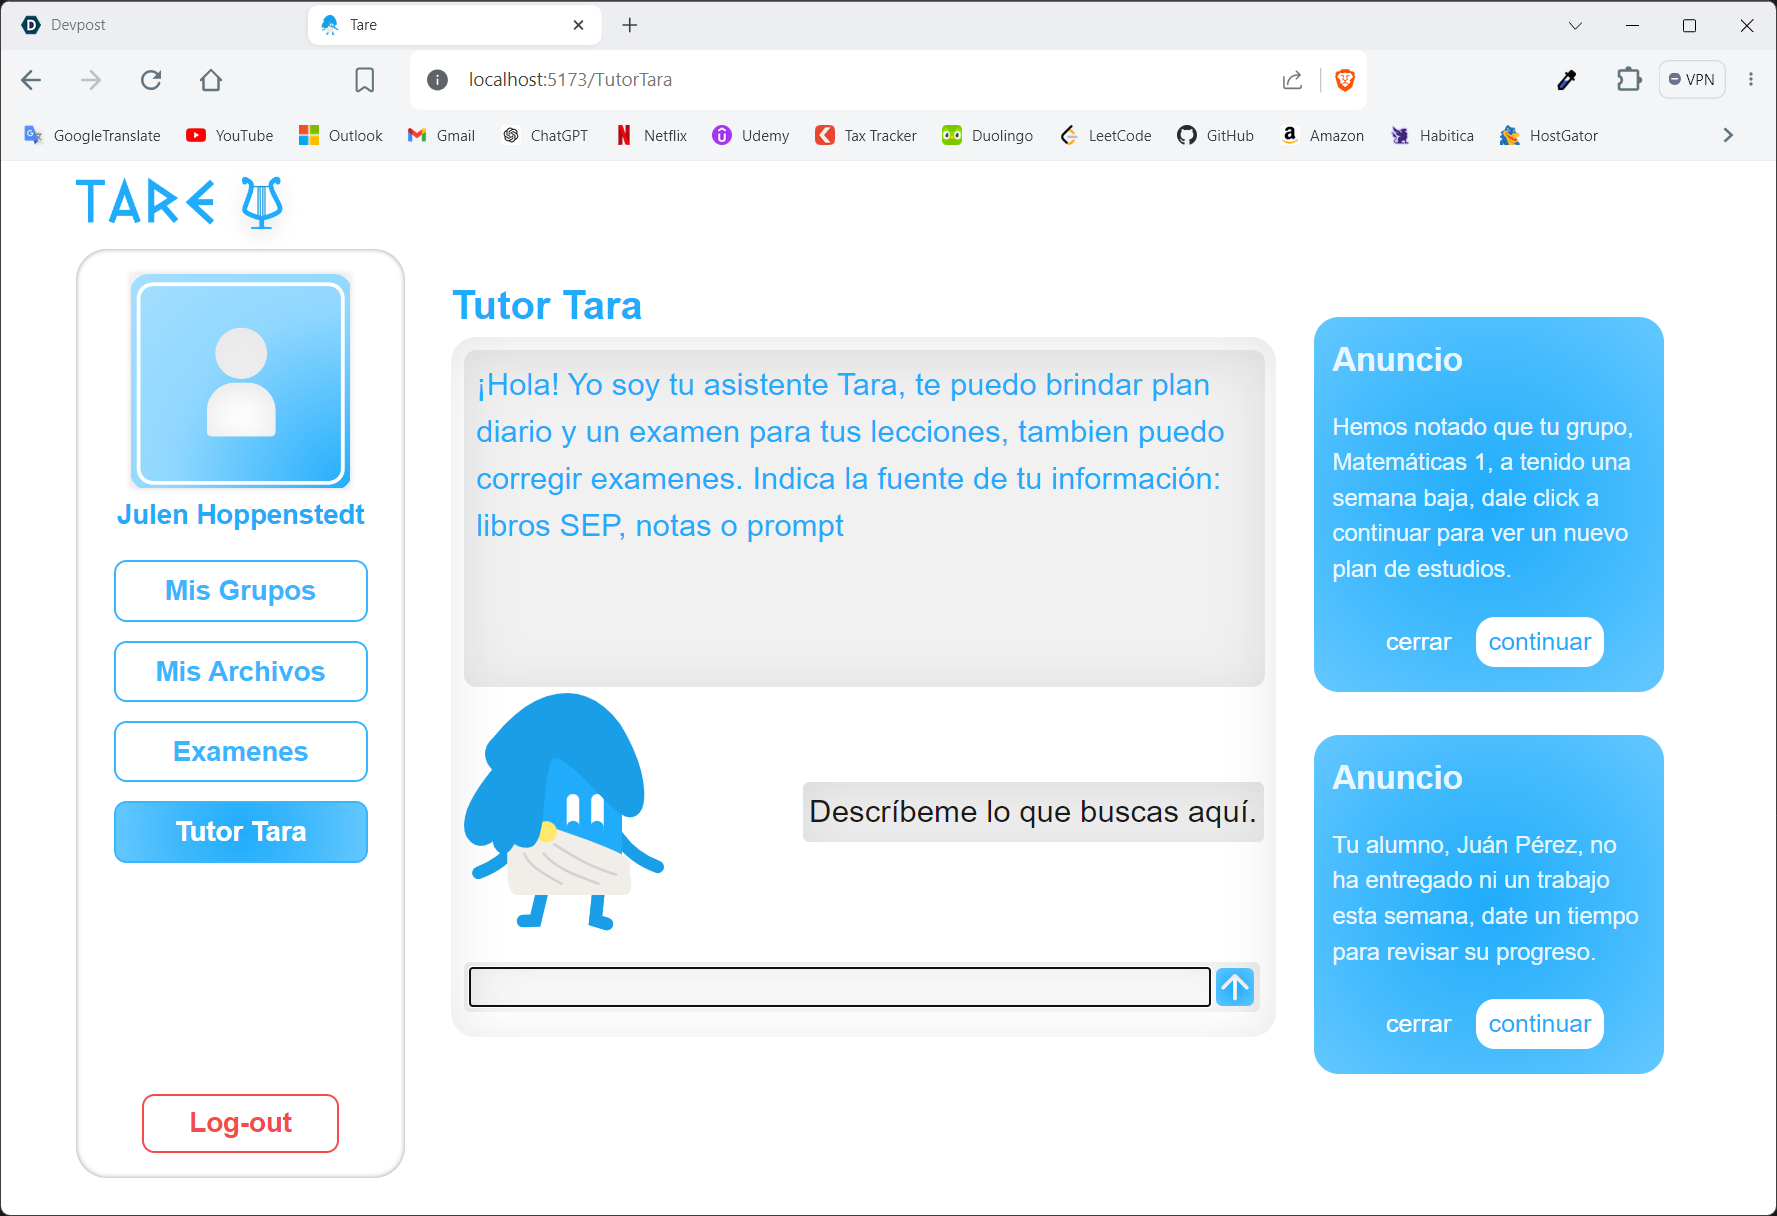 Devpost
Tare
localhost:5173/TutorTara
VPN
GoogleTranslate YouTube Outlook Gmail ChatGPT Netflix Udemy Tax Tracker Duolingo LeetCode GitHub Amazon Habitica HostGator
TARE
Julen Hoppenstedt
Mis Grupos
Mis Archivos
Examenes
Tutor Tara
Log-out
Tutor Tara
¡Hola! Yo soy tu asistente Tara, te puedo brindar plan
diario y un examen para tus lecciones, tambien puedo
corregir examenes. Indica la fuente de tu información:
libros SEP, notas o prompt
Descríbeme lo que buscas aquí.
Anuncio
Hemos notado que tu grupo,
Matemáticas 1, a tenido una
semana baja, dale click a
continuar para ver un nuevo
plan de estudios.
cerrar continuar
Anuncio
Tu alumno, Juán Pérez, no
ha entregado ni un trabajo
esta semana, date un tiempo
para revisar su progreso.
cerrar continuar